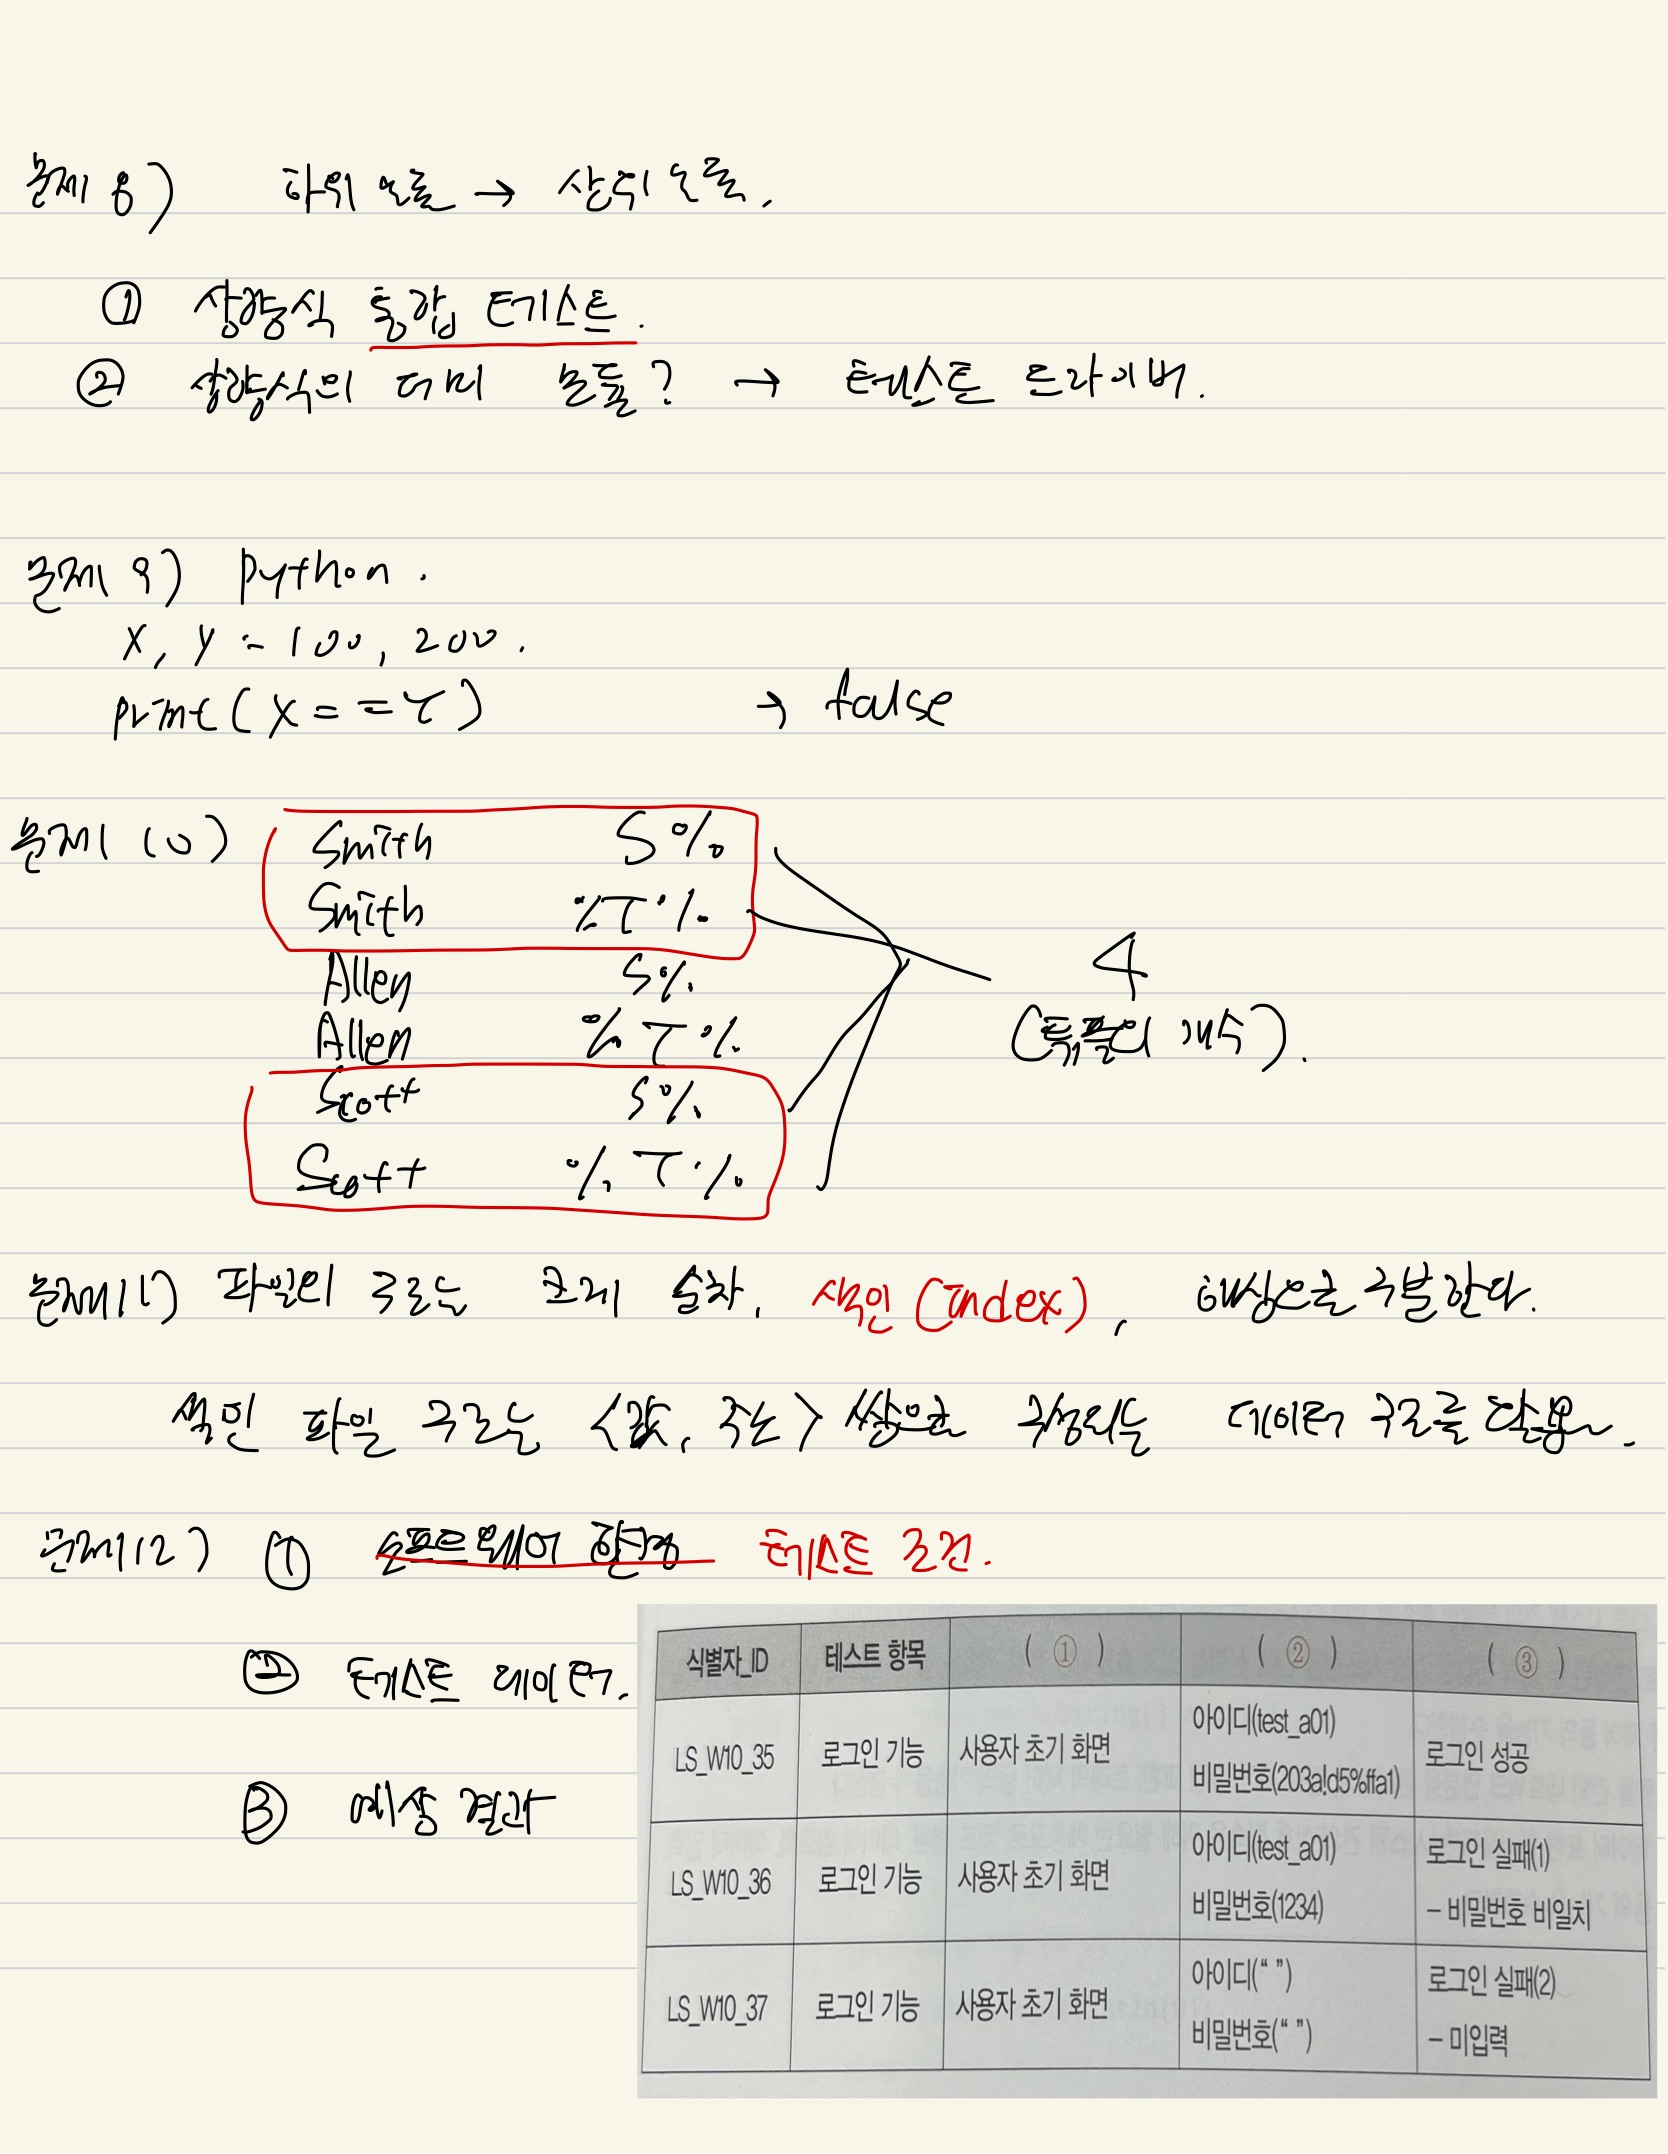 문제 8) 하위 모듈 → 상위 모듈.
① 상향식 통합 테스트.
② 상향식의 더미 모듈? → 테스트 드라이버.
문제 9) python.
x, y = 100, 200.
print(x==y) → false
문제 10) Smith S%
Smith %T%
Allen S%
Allen %T%
Scott S%
Scott %T%
4
(튜플의 개수).
문제11) 파일의 구조는 크게 순차, 색인(Index), 해싱으로 구분한다.
색인 파일 구조는 <값, 주소> 쌍으로 구성되는 데이터 구조를 활용.
문제12) ① 소프트웨어 환경 테스트 조건.
② 테스트 데이터.
③ 예상 결과
식별자_ID 테스트 항목 ( ① ) ( ② ) ( ③ )
LS_W10_35 로그인 기능 사용자 초기 화면 아이디(test_a01) 로그인 성공
비밀번호(203a!d5%ffa1)
LS_W10_36 로그인 기능 사용자 초기 화면 아이디(test_a01) 로그인 실패(1)
비밀번호(1234) – 비밀번호 비일치
LS_W10_37 로그인 기능 사용자 초기 화면 아이디(“ ”) 로그인 실패(2)
비밀번호(“ ”) – 미입력